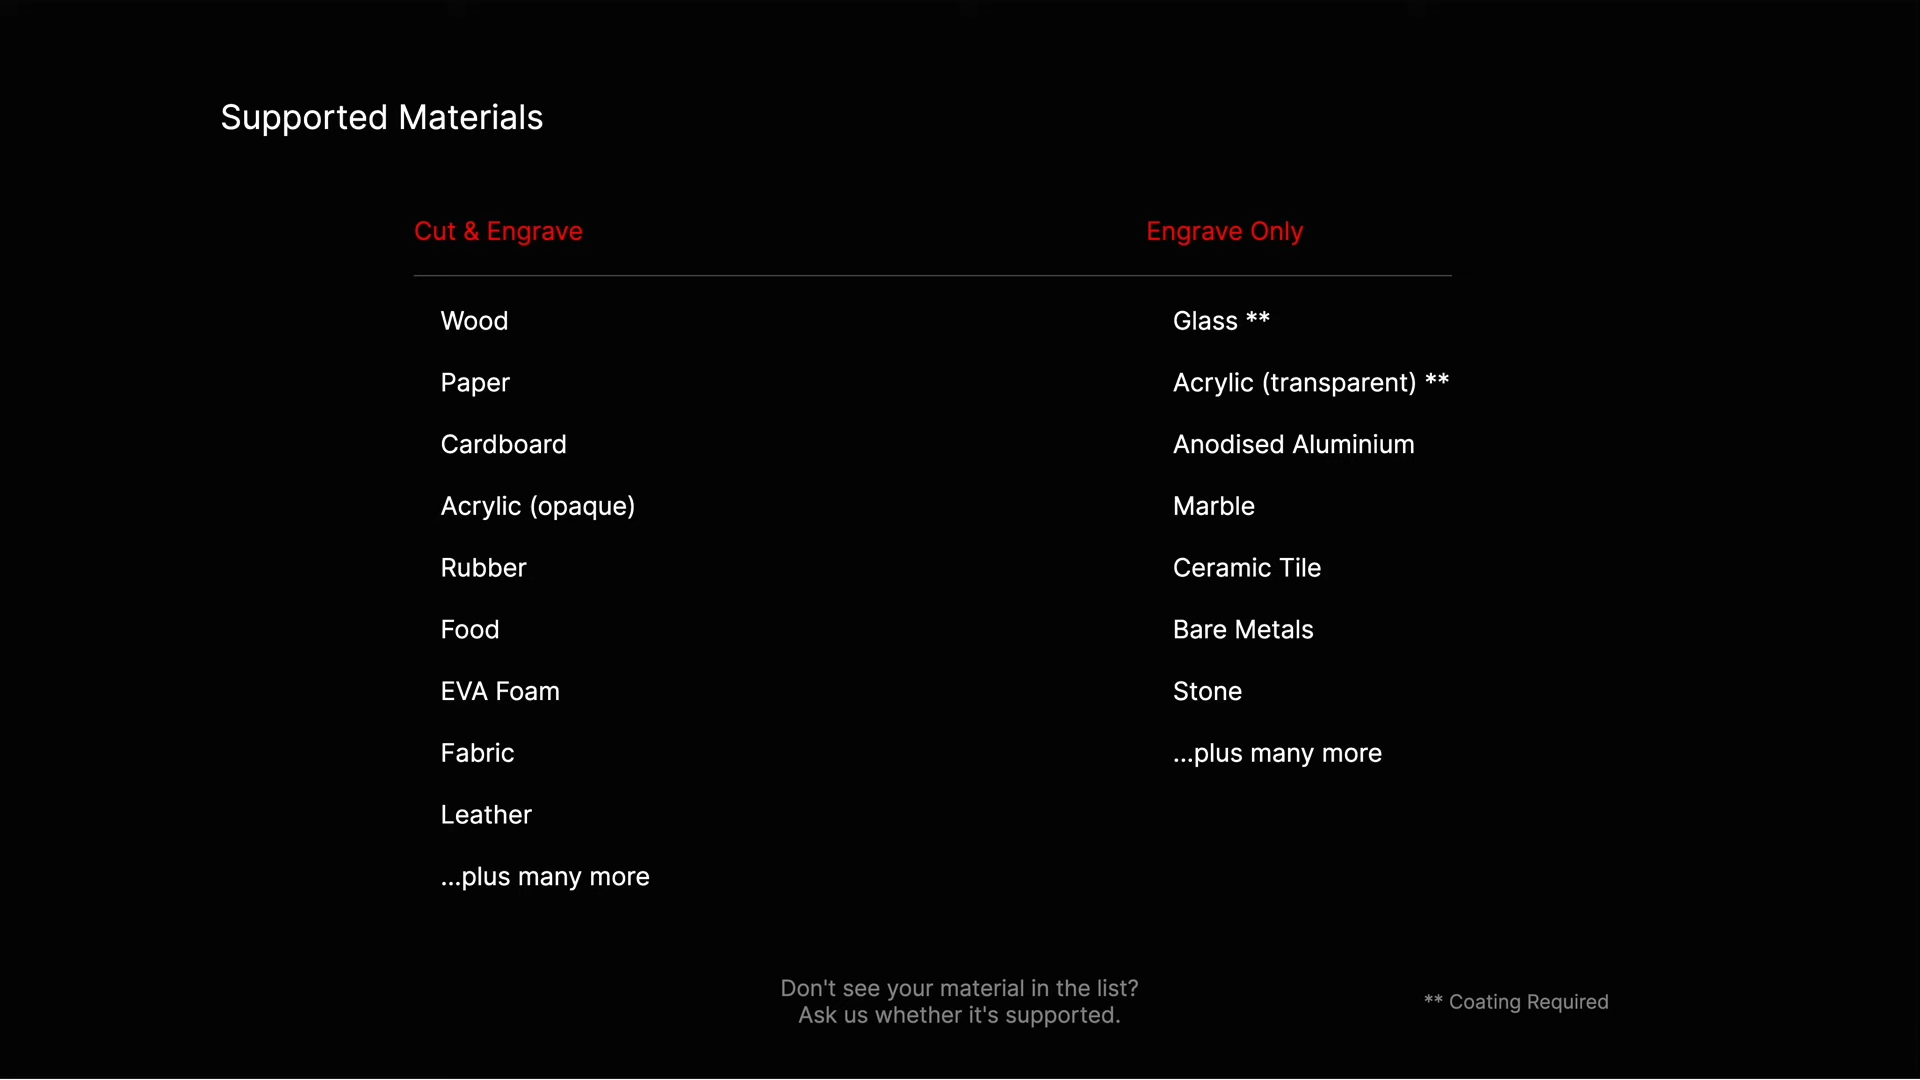 Supported Materials
Cut & Engrave
Wood
Paper
Cardboard
Acrylic (opaque)
Rubber
Food
EVA Foam
Fabric
Leather
...plus many more
Engrave Only
Glass **
Acrylic (transparent) **
Anodised Aluminium
Marble
Ceramic Tile
Bare Metals
Stone
...plus many more
Don't see your material in the list?
Ask us whether it's supported.
** Coating Required